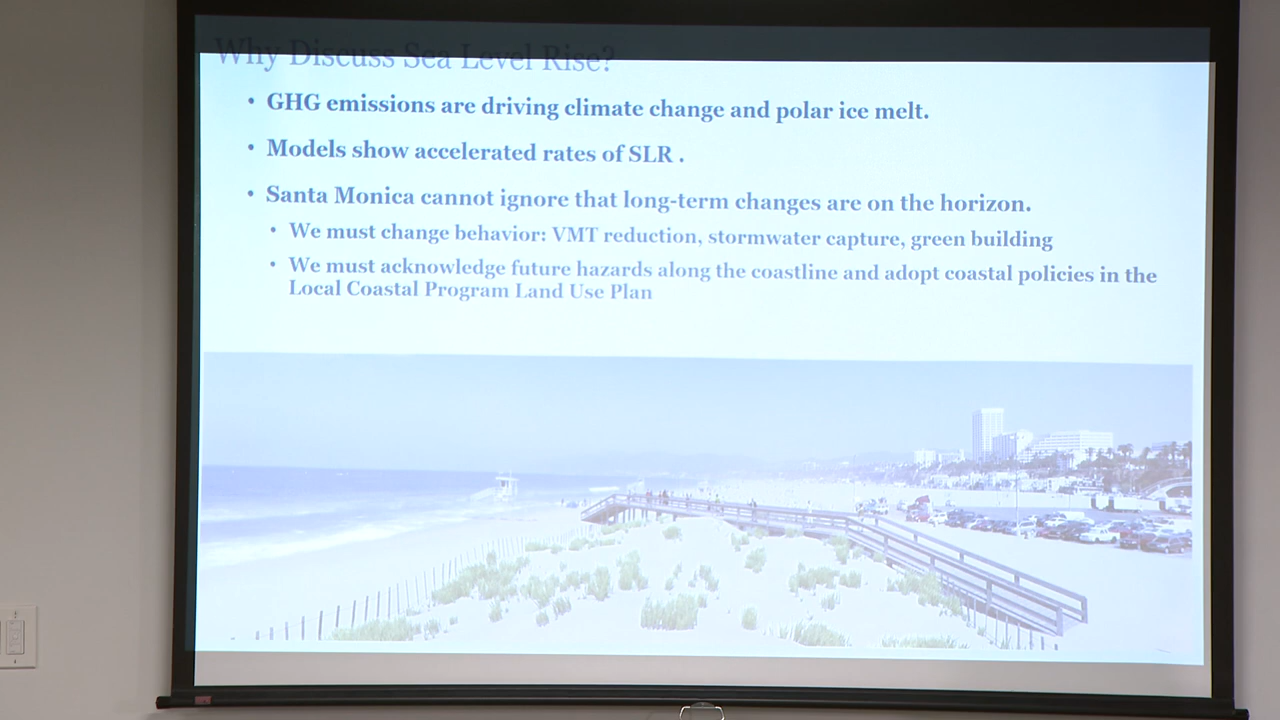 Why Discuss Sea Level Rise?
• GHG emissions are driving climate change and polar ice melt.
• Models show accelerated rates of SLR .
• Santa Monica cannot ignore that long-term changes are on the horizon.
• We must change behavior: VMT reduction, stormwater capture, green building
• We must acknowledge future hazards along the coastline and adopt coastal policies in the
Local Coastal Program Land Use Plan